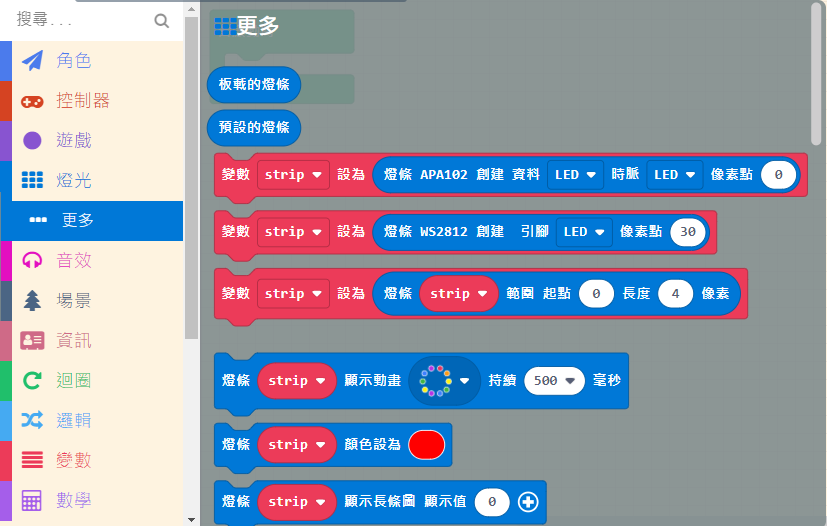 搜尋...
角色
控制器
遊戲
燈光
更多
音效
場景
資訊
迴圈
邏輯
變數
數學
更多
板載的燈條
預設的燈條
變數 strip 設為 燈條 APA102 創建 資料 LED 時脈 LED 像素點 0
變數 strip 設為 燈條 WS2812 創建 引腳 LED 像素點 30
變數 strip 設為 燈條 strip 範圍 起點 0 長度 4 像素
燈條 strip 顯示動畫 持續 500 毫秒
燈條 strip 顏色設為
燈條 strip 顯示長條圖 顯示值 0